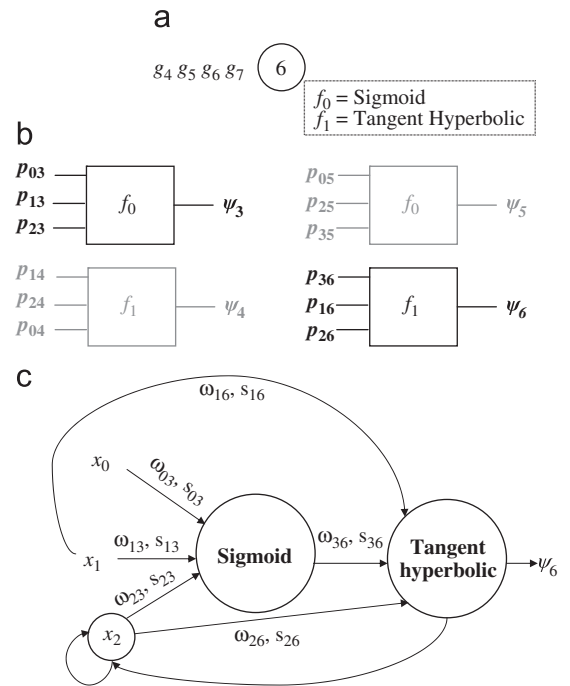 a
g₄ g₅ g₆ g₇ 6
f₀ = Sigmoid
f₁ = Tangent Hyperbolic
b
p₀₃
p₁₃ f₀ ψ₃
p₂₃
p₀₅
p₂₅ f₀ ψ₅
p₃₅
p₁₄
p₂₄ f₁ ψ₄
p₀₄
p₃₆
p₁₆ f₁ ψ₆
p₂₆
c
ω₁₆, s₁₆
x₀
ω₀₃, s₀₃
x₁
ω₁₃, s₁₃
Sigmoid
ω₃₆, s₃₆
Tangent
hyperbolic
ψ₆
ω₂₃, s₂₃
x₂
ω₂₆, s₂₆